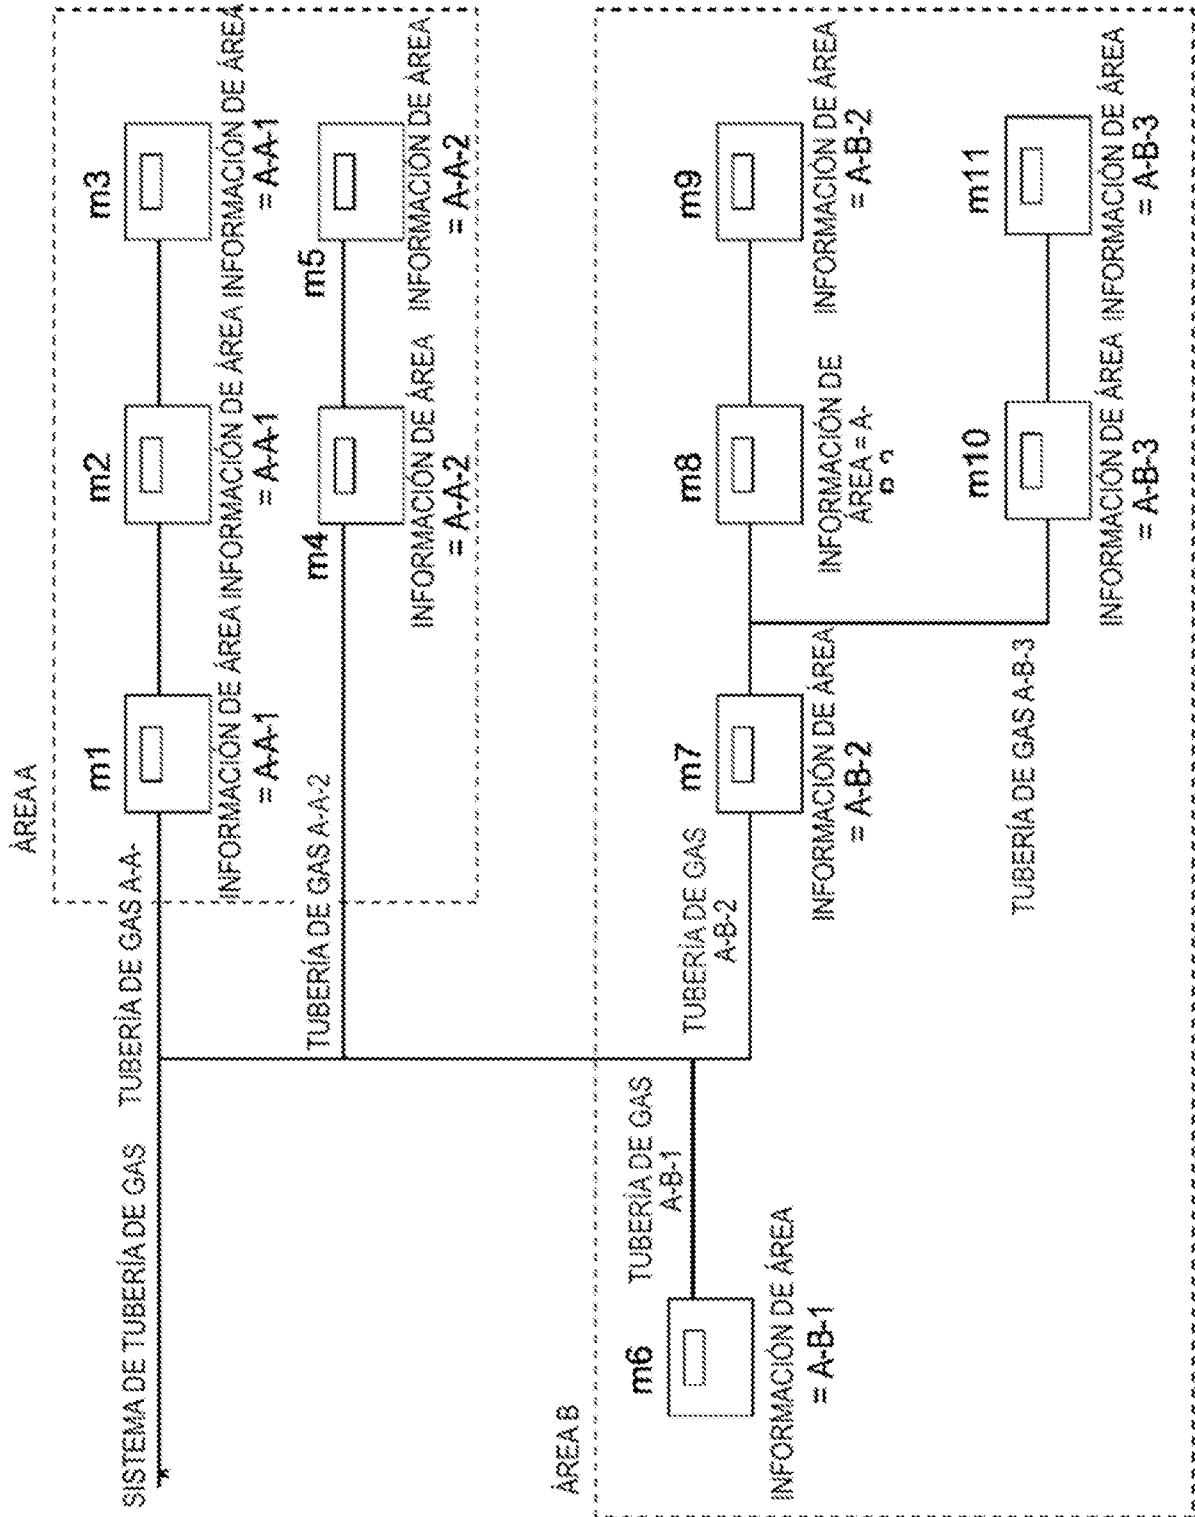 ÁREA A
SISTEMA DE TUBERÍA DE GAS
TUBERÍA DE GAS A-A-
m1
m2
m3
INFORMACIÓN DE ÁREA
= A-A-1
INFORMACIÓN DE ÁREA
= A-A-1
INFORMACIÓN DE ÁREA
= A-A-1
TUBERÍA DE GAS A-A-2
m4
m5
INFORMACIÓN DE ÁREA
= A-A-2
INFORMACIÓN DE ÁREA
= A-A-2
ÁREA B
m6
TUBERÍA DE GAS
A-B-1
INFORMACIÓN DE ÁREA
= A-B-1
TUBERÍA DE GAS
A-B-2
m7
m8
m9
INFORMACIÓN DE ÁREA
= A-B-2
INFORMACIÓN DE
ÁREA = A-
INFORMACIÓN DE ÁREA
= A-B-2
TUBERÍA DE GAS A-B-3
m10
m11
INFORMACIÓN DE ÁREA
= A-B-3
INFORMACIÓN DE ÁREA
= A-B-3